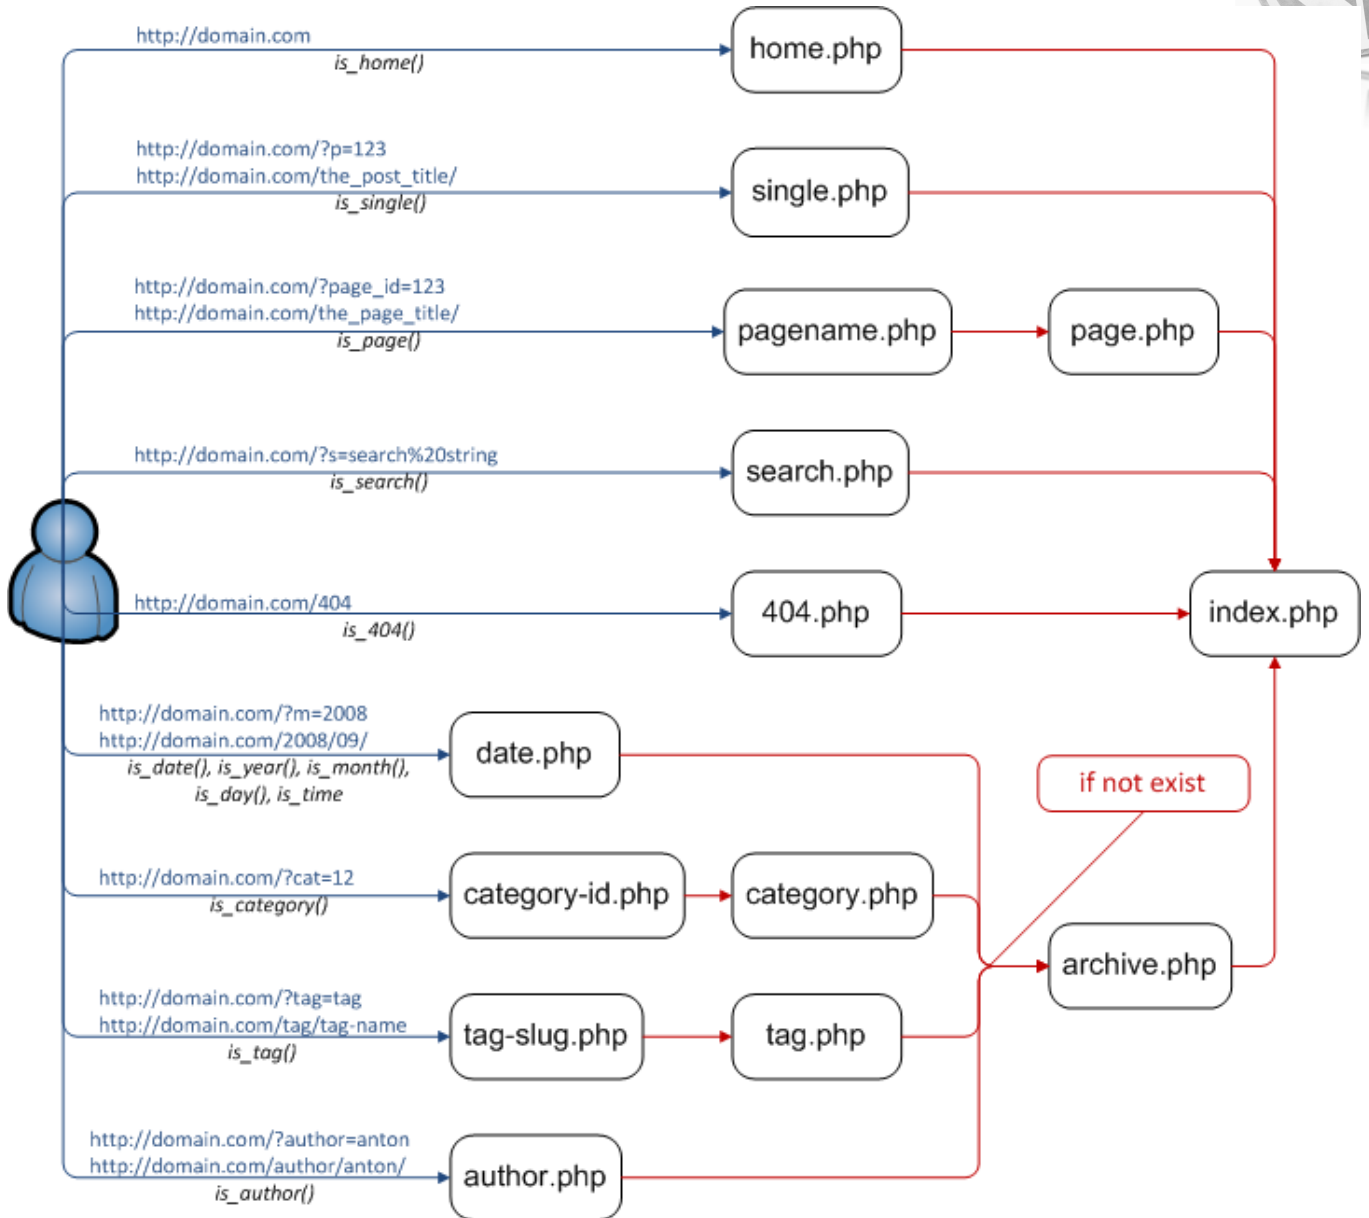 http://domain.com
is_home()
home.php
http://domain.com/?p=123
http://domain.com/the_post_title/
is_single()
single.php
http://domain.com/?page_id=123
http://domain.com/the_page_title/
is_page()
pagename.php
page.php
http://domain.com/?s=search%20string
is_search()
search.php
http://domain.com/404
is_404()
404.php
index.php
http://domain.com/?m=2008
http://domain.com/2008/09/
is_date(), is_year(), is_month(),
is_day(), is_time
date.php
if not exist
http://domain.com/?cat=12
is_category()
category-id.php
category.php
archive.php
http://domain.com/?tag=tag
http://domain.com/tag/tag-name
is_tag()
tag-slug.php
tag.php
http://domain.com/?author=anton
http://domain.com/author/anton/
is_author()
author.php